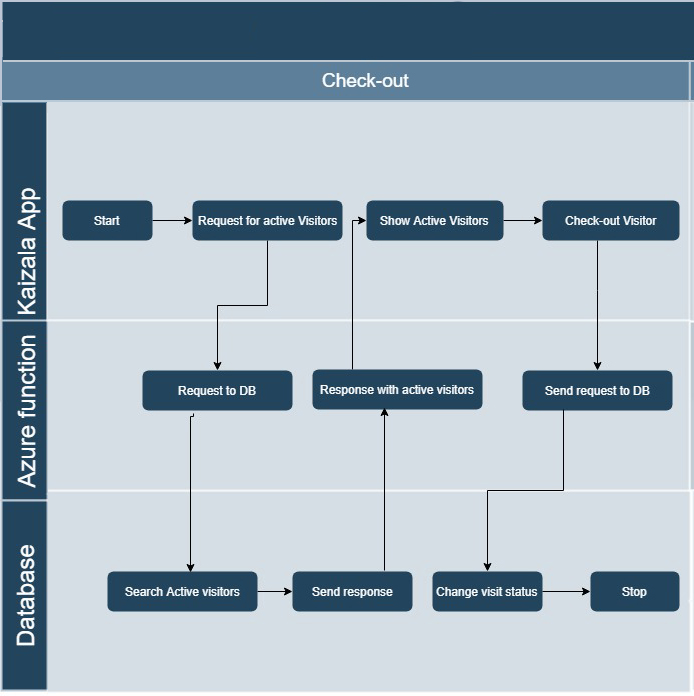 Check-out
Kaizala App
Start
Request for active Visitors
Show Active Visitors
Check-out Visitor
Azure function
Request to DB
Response with active visitors
Send request to DB
Database
Search Active visitors
Send response
Change visit status
Stop